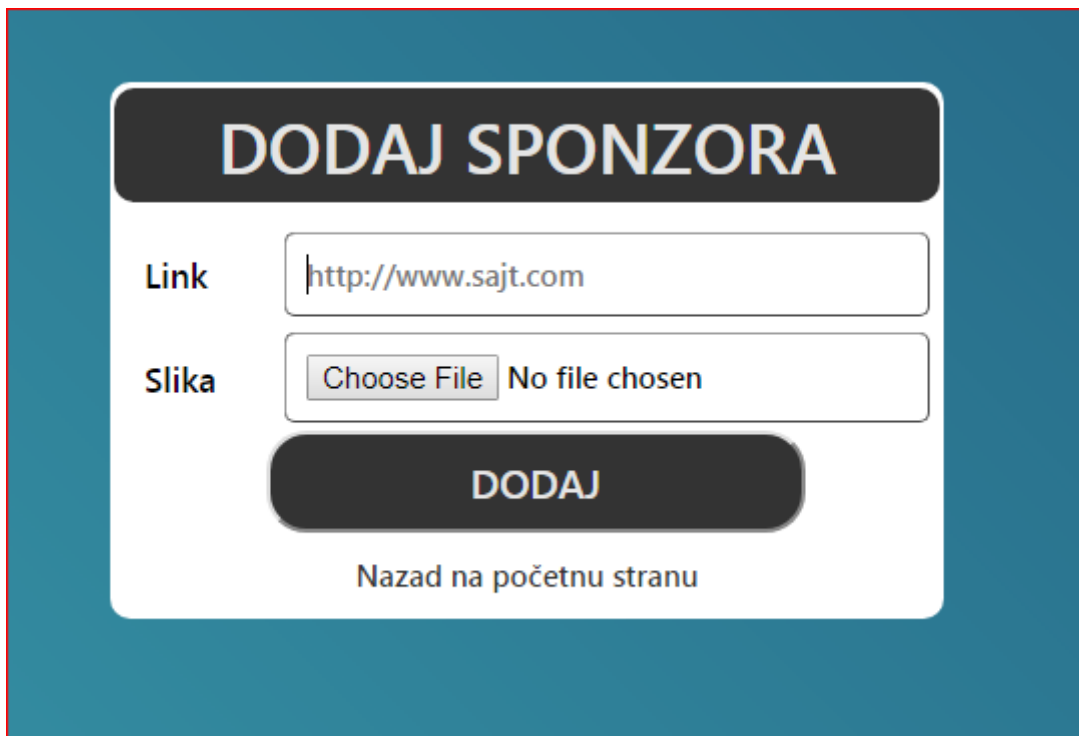 DODAJ SPONZORA
Link http://www.sajt.com
Slika Choose File No file chosen
DODAJ
Nazad na početnu stranu